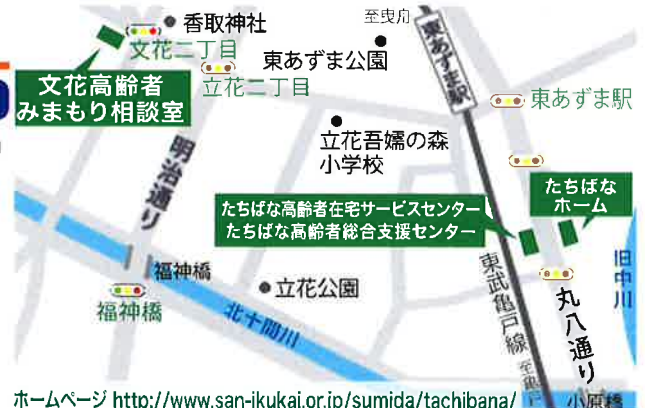 至曳舟
香取神社
文花二丁目
東あずま公園
東あずま駅
立花二丁目
文花高齢者
みまもり相談室
東あずま駅
立花吾嬬の森
小学校
明治通り
たちばな
ホーム
たちばな高齢者在宅サービスセンター
たちばな高齢者総合支援センター
旧中川
福神橋
東武亀戸線
立花公園
丸八通り
福神橋
北十間川
小原橋
ホームページ http://www.san-ikukai.or.jp/sumida/tachibana/